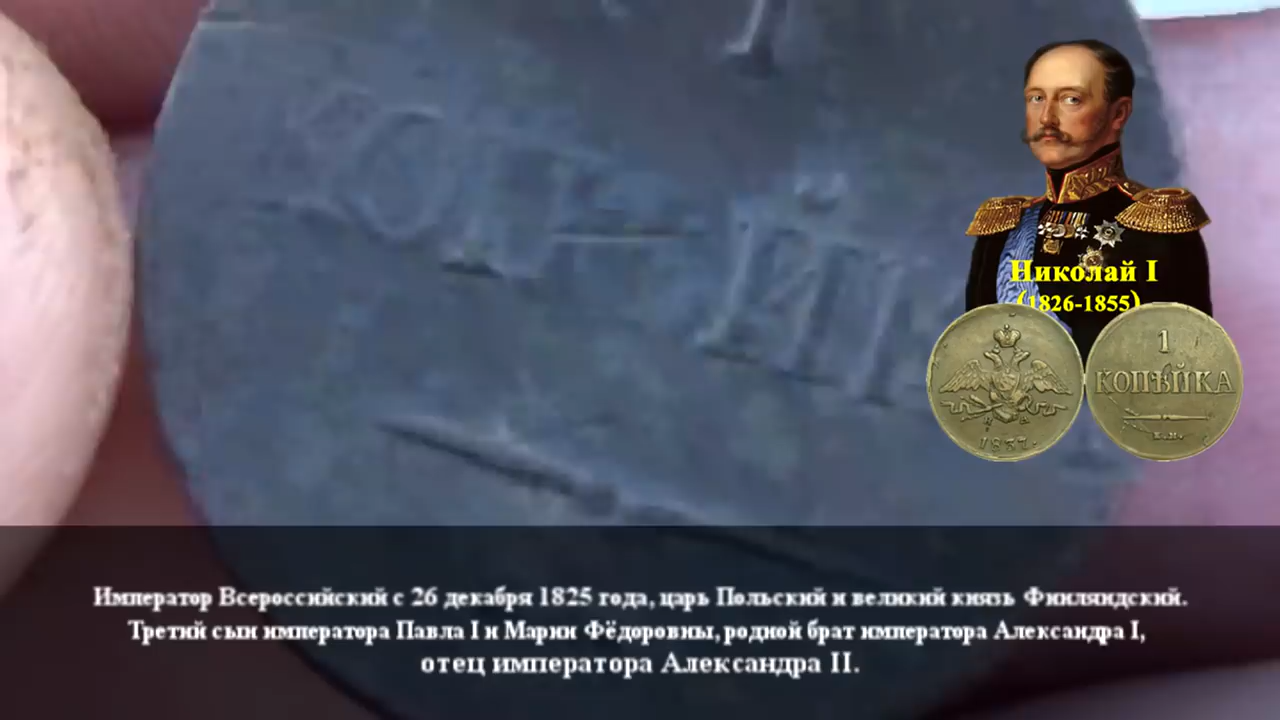 Николай I
(1826-1855)
1
КОПѢЙКА
Е.М.
Н А
1837.
Император Всероссийский с 26 декабря 1825 года, царь Польский и великий князь Финляндский.
Третий сын императора Павла I и Марии Фёдоровны, родной брат императора Александра I,
отец императора Александра II.